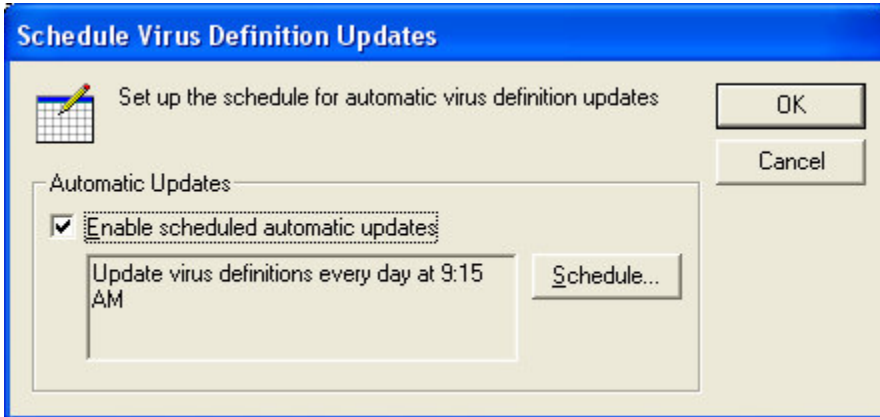 Schedule Virus Definition Updates
Set up the schedule for automatic virus definition updates
OK
Cancel
Automatic Updates
Enable scheduled automatic updates
Update virus definitions every day at 9:15
AM
Schedule...